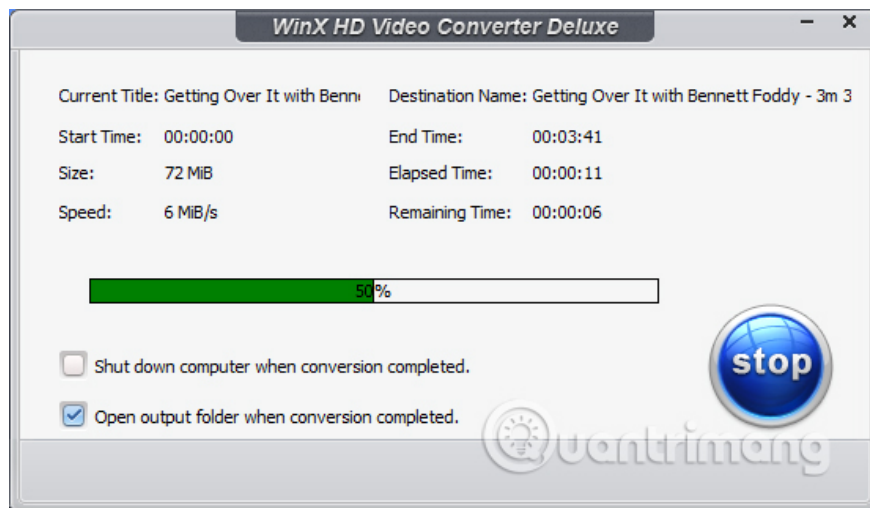 WinX HD Video Converter Deluxe
Current Title: Getting Over It with Benn Destination Name: Getting Over It with Bennett Foddy - 3m 3
Start Time: 00:00:00 End Time: 00:03:41
Size: 72 MiB Elapsed Time: 00:00:11
Speed: 6 MiB/s Remaining Time: 00:00:06
50%
stop
Shut down computer when conversion completed.
Open output folder when conversion completed.
Quantrimang